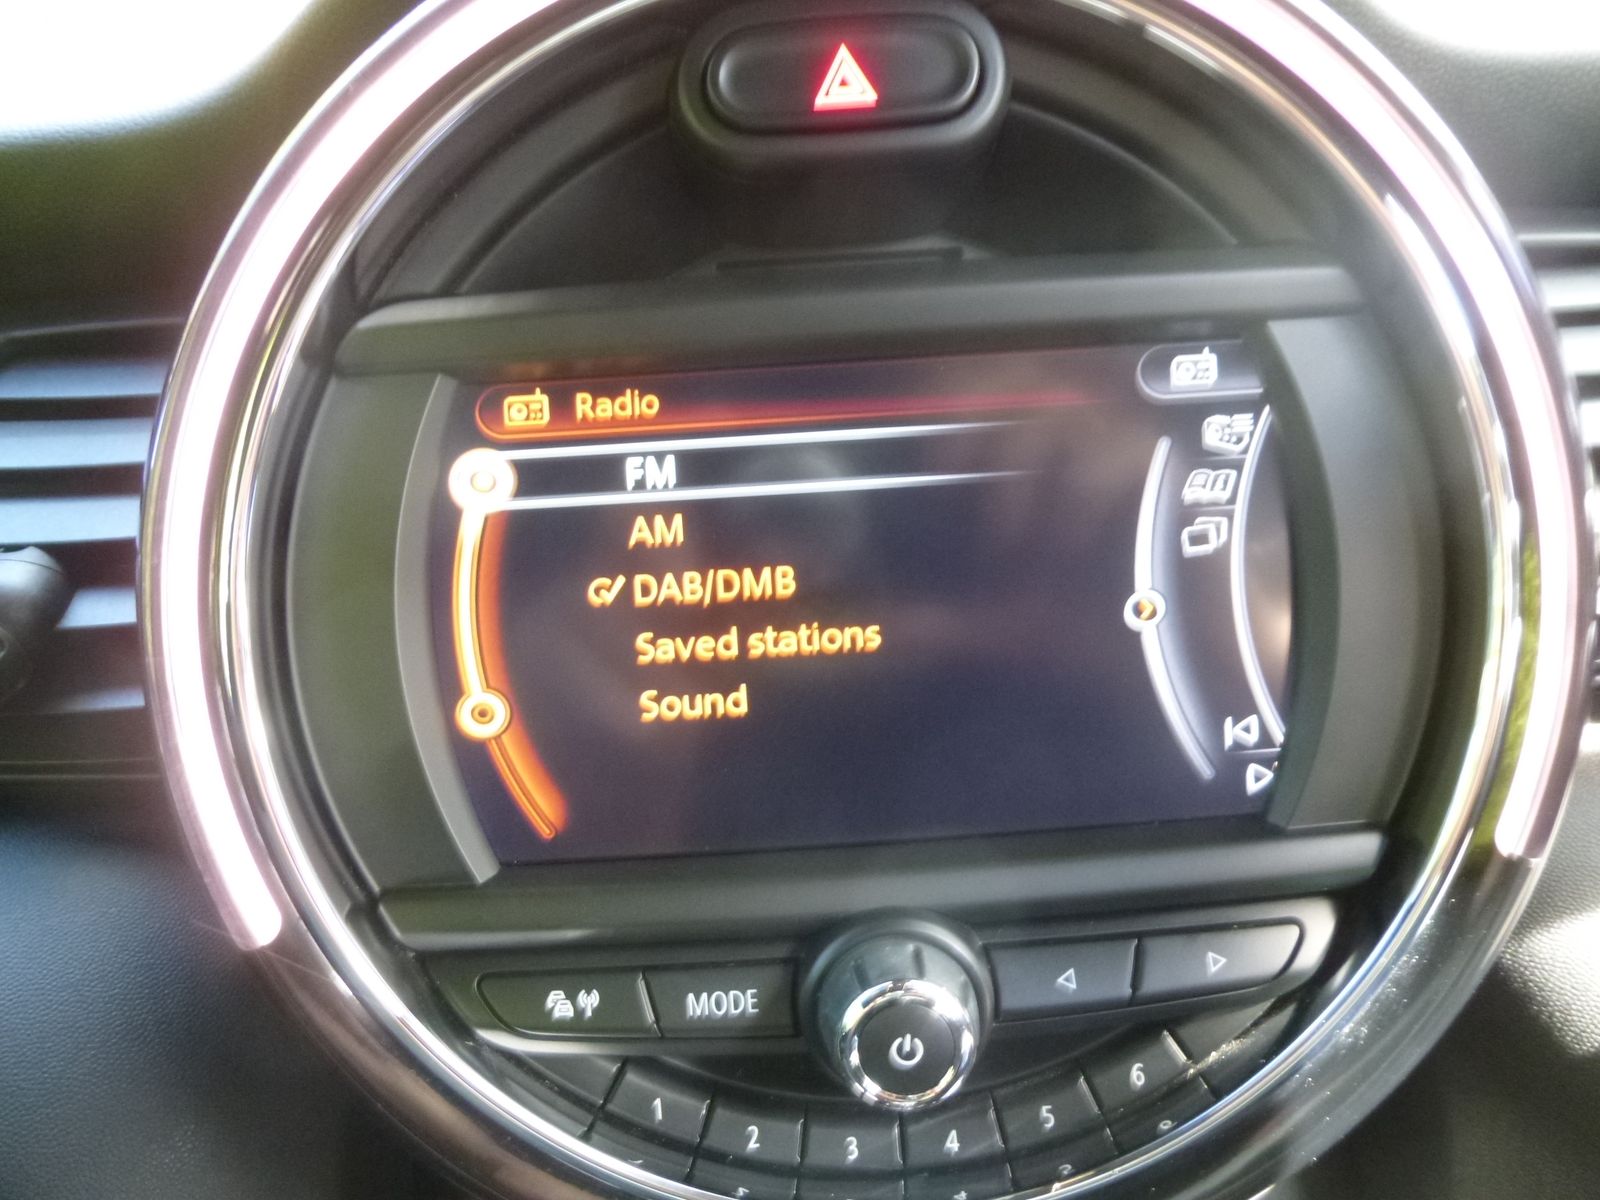 Radio
FM
AM
DAB/DMB
Saved stations
Sound
MODE
1
2
3
4
5
6